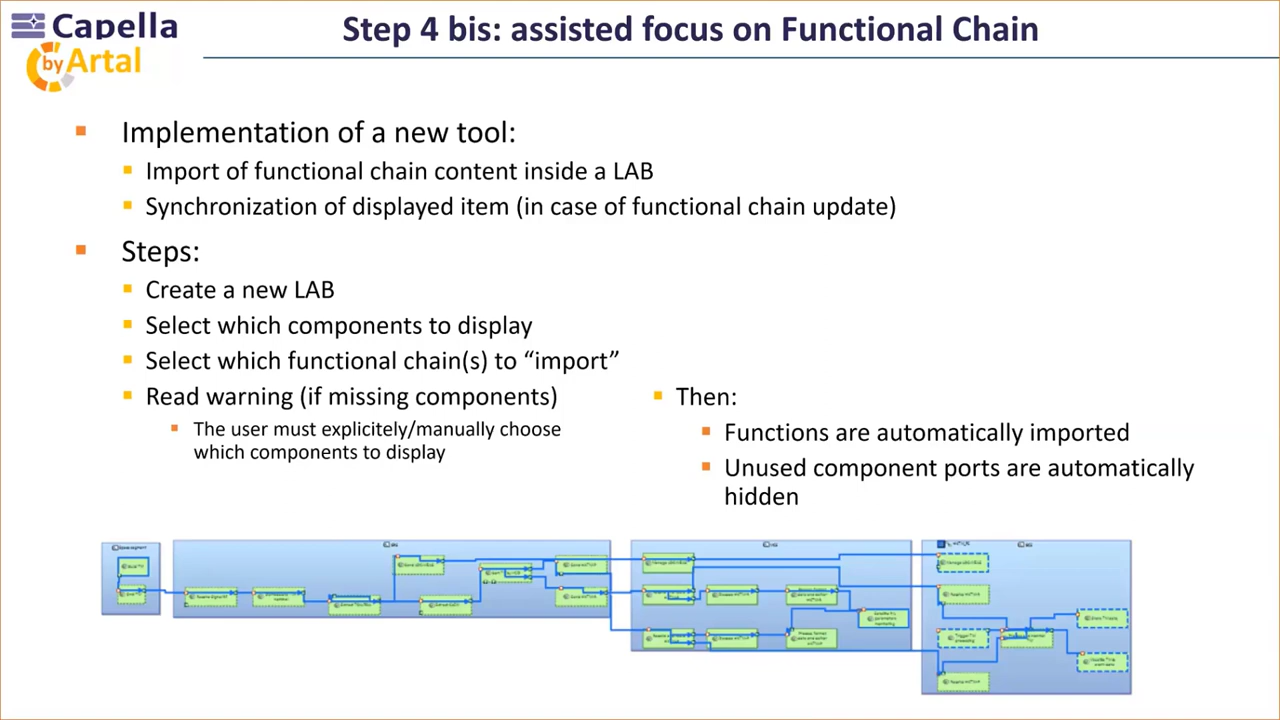 Capella
by Artal
Step 4 bis: assisted focus on Functional Chain
Implementation of a new tool:
Import of functional chain content inside a LAB
Synchronization of displayed item (in case of functional chain update)
Steps:
Create a new LAB
Select which components to display
Select which functional chain(s) to “import”
Read warning (if missing components)
The user must explicitely/manually choose
which components to display
Then:
Functions are automatically imported
Unused component ports are automatically
hidden